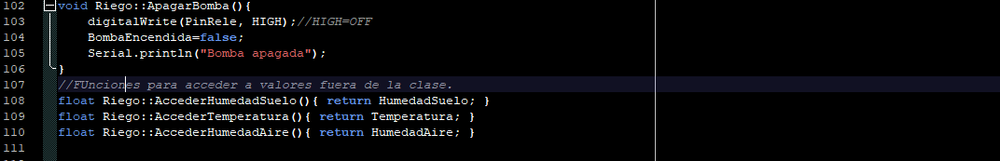 102 void Riego::ApagarBomba(){
103     digitalWrite(PinRele, HIGH);//HIGH=OFF
104     BombaEncendida=false;
105     Serial.println("Bomba apagada");
106 }
107 //FUnciones para acceder a valores fuera de la clase.
108 float Riego::AccederHumedadSuelo(){ return HumedadSuelo; }
109 float Riego::AccederTemperatura(){ return Temperatura; }
110 float Riego::AccederHumedadAire(){ return HumedadAire; }
111